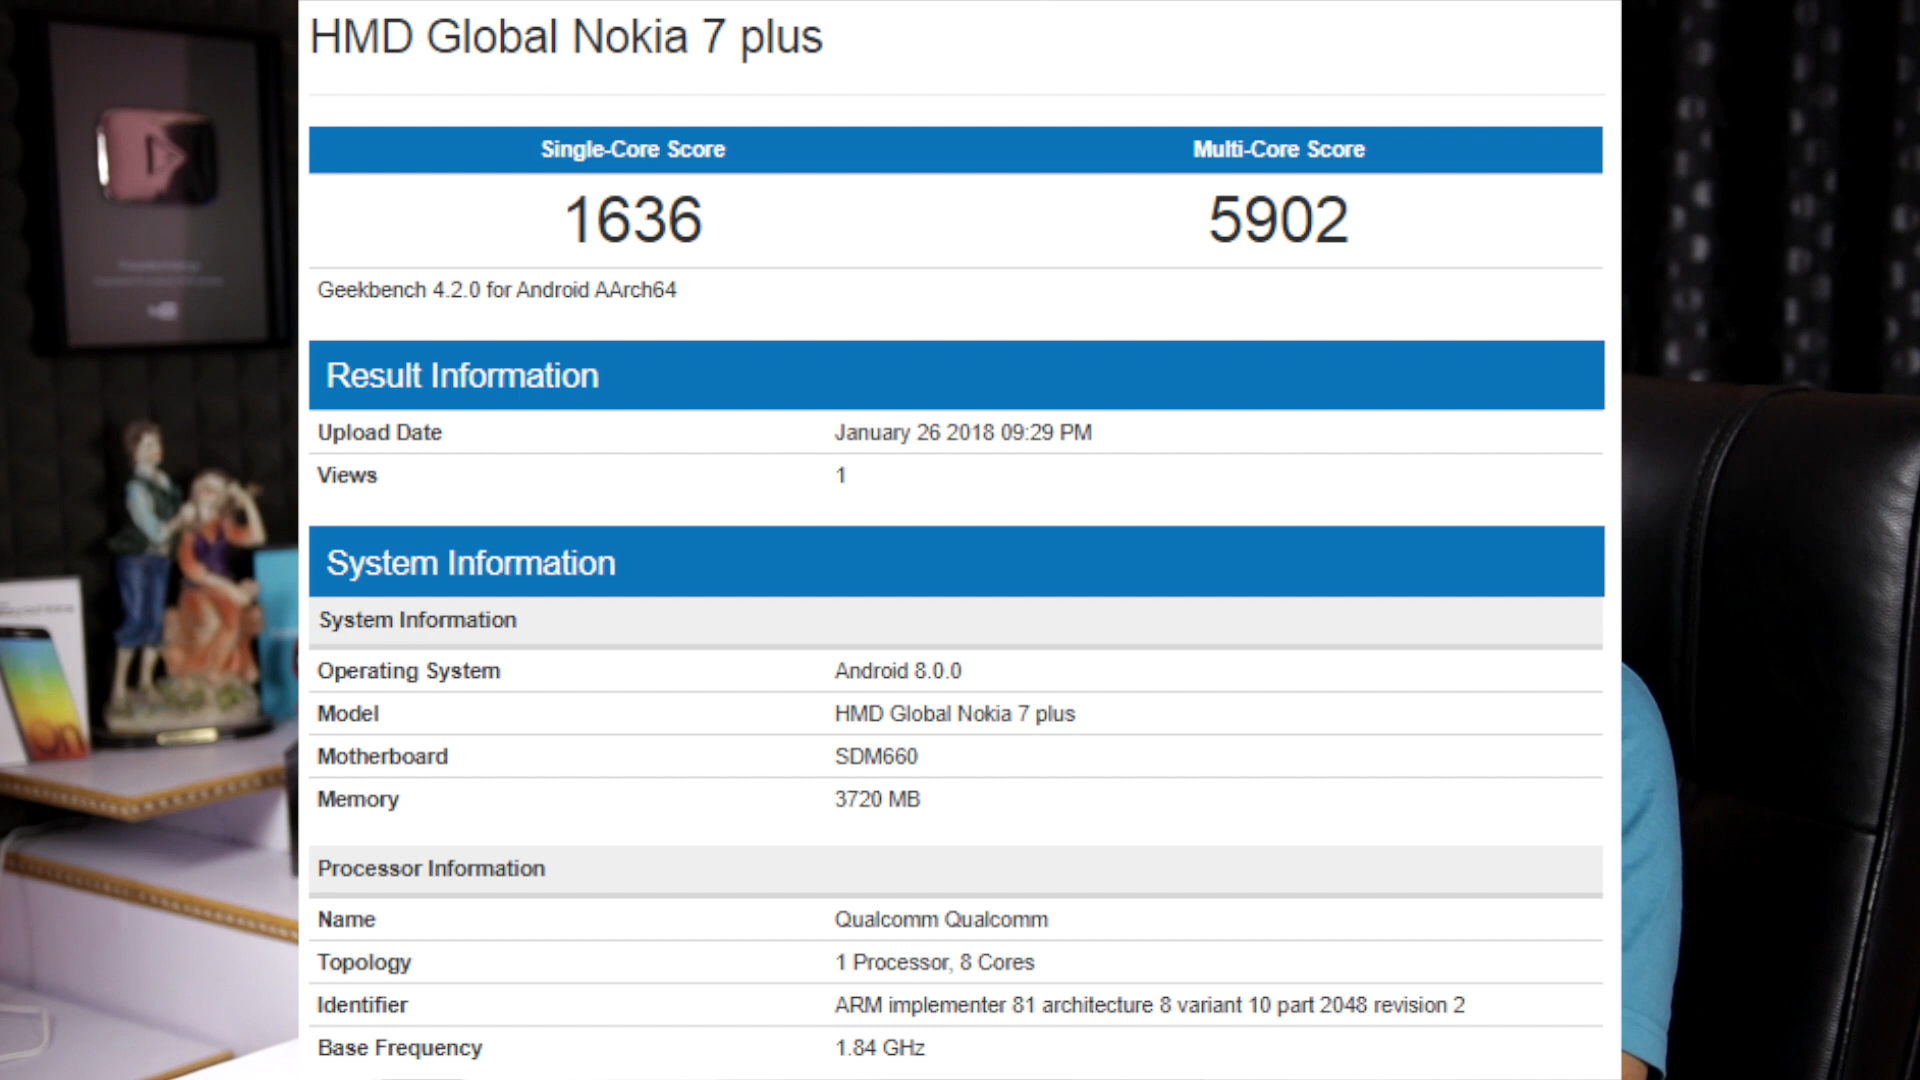 HMD Global Nokia 7 plus
Single-Core Score Multi-Core Score
1636 5902
Geekbench 4.2.0 for Android AArch64
Result Information
Upload Date January 26 2018 09:29 PM
Views 1
System Information
System Information
Operating System Android 8.0.0
Model HMD Global Nokia 7 plus
Motherboard SDM660
Memory 3720 MB
Processor Information
Name Qualcomm Qualcomm
Topology 1 Processor, 8 Cores
Identifier ARM implementer 81 architecture 8 variant 10 part 2048 revision 2
Base Frequency 1.84 GHz